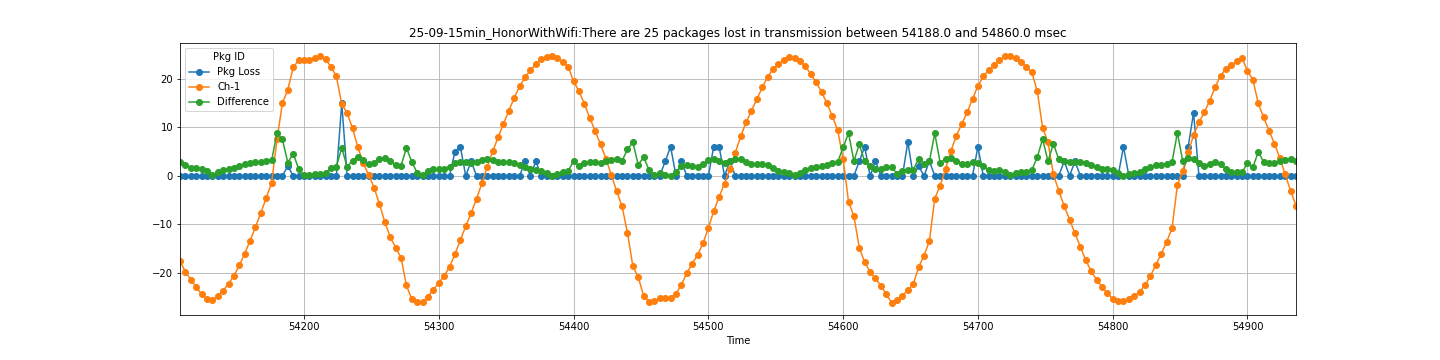 25-09-15min_HonorWithWifi:There are 25 packages lost in transmission between 54188.0 and 54860.0 msec
Pkg ID
Pkg Loss
Ch-1
Difference
20
10
0
−10
−20
54200 54300 54400 54500 54600 54700 54800 54900
Time